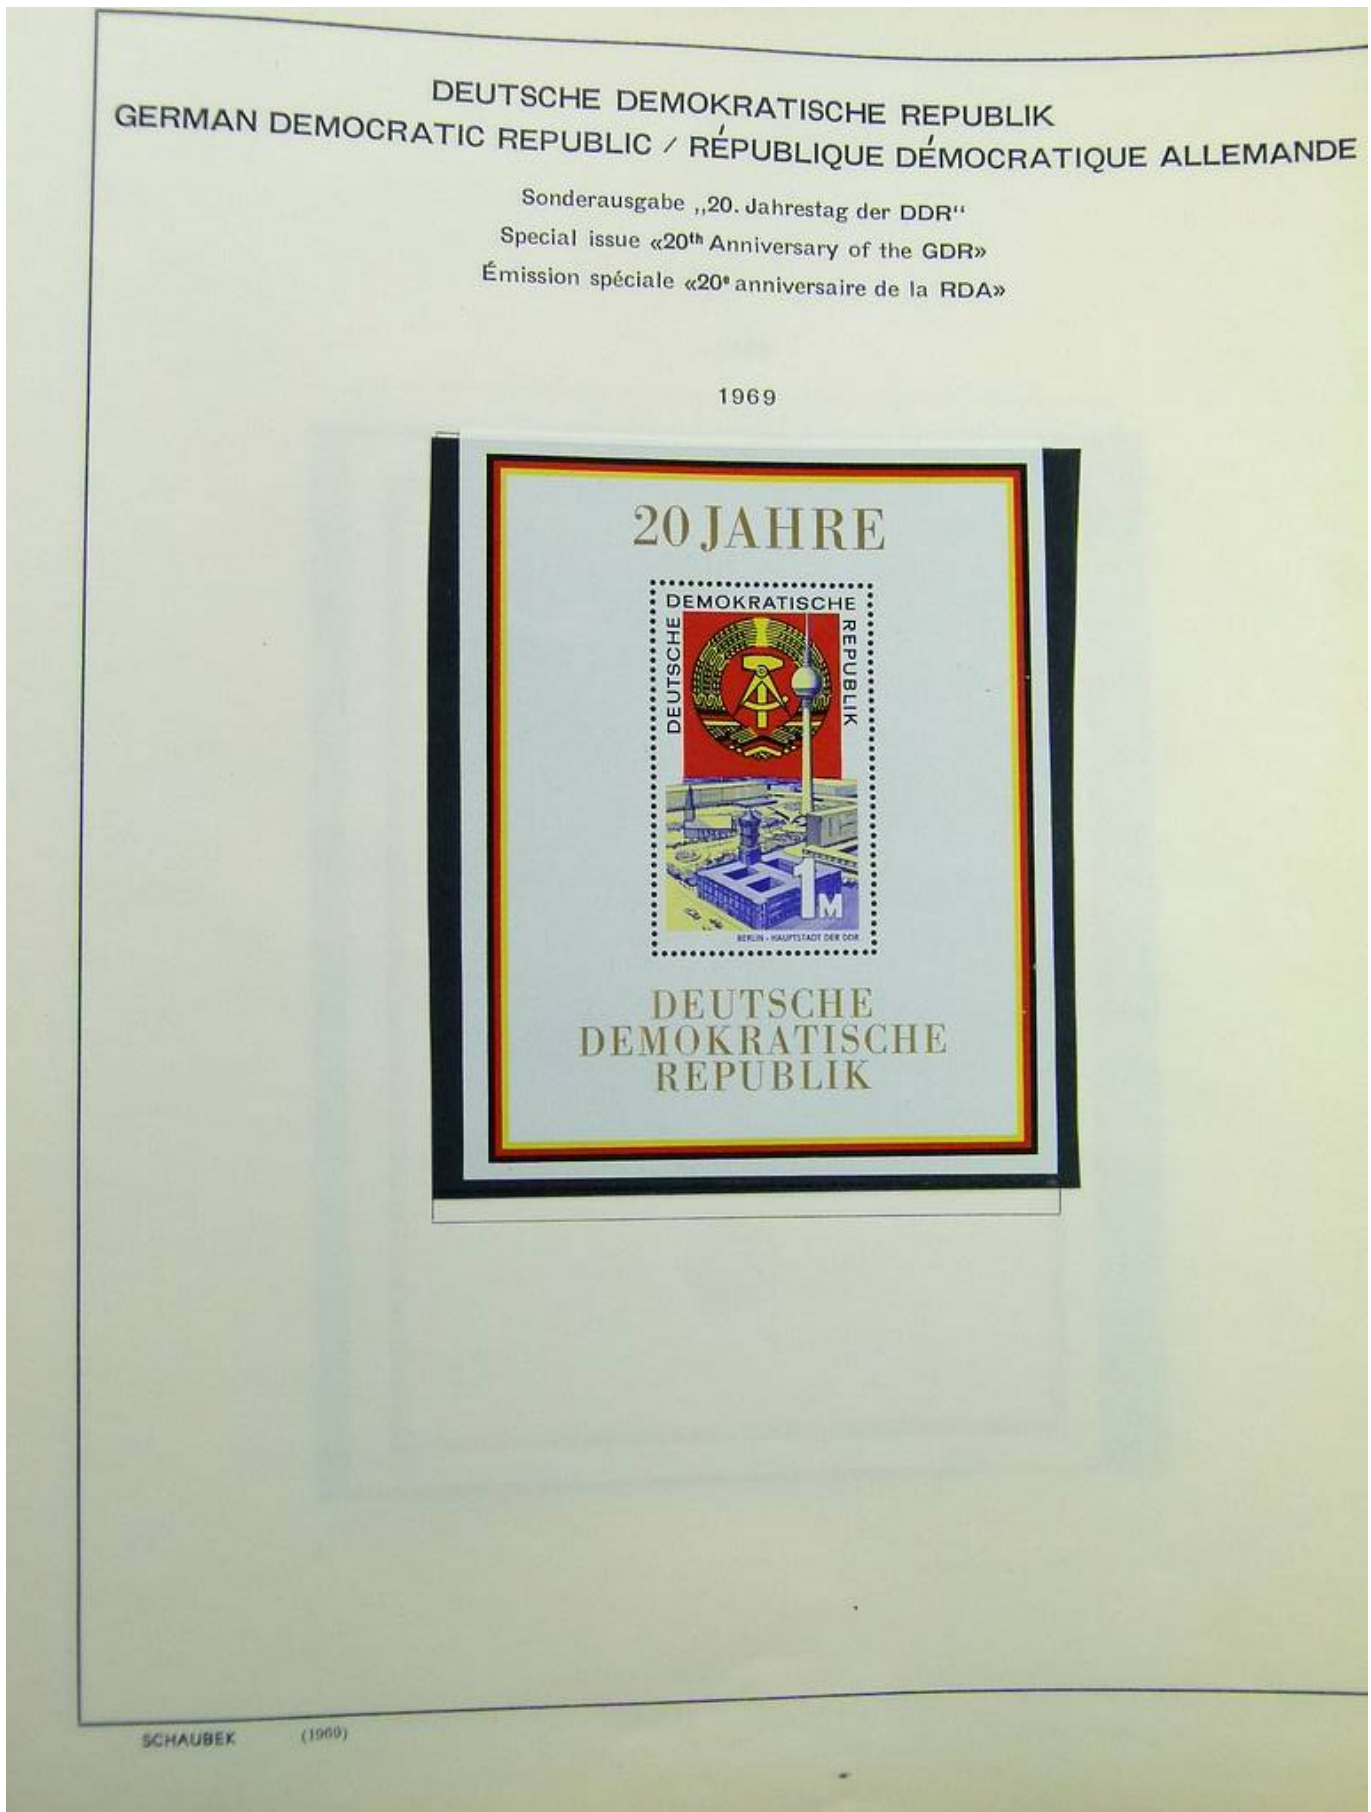 DEUTSCHE DEMOKRATISCHE REPUBLIK
GERMAN DEMOCRATIC REPUBLIC / RÉPUBLIQUE DÉMOCRATIQUE ALLEMANDE
Sonderausgabe „20. Jahrestag der DDR“
Special issue «20th Anniversary of the GDR»
Émission spéciale «20e anniversaire de la RDA»
1969
20 JAHRE
DEUTSCHE
DEMOKRATISCHE
REPUBLIK
1 M
BERLIN - HAUPTSTADT DER DDR
DEUTSCHE
DEMOKRATISCHE
REPUBLIK
SCHAUBEK (1969)